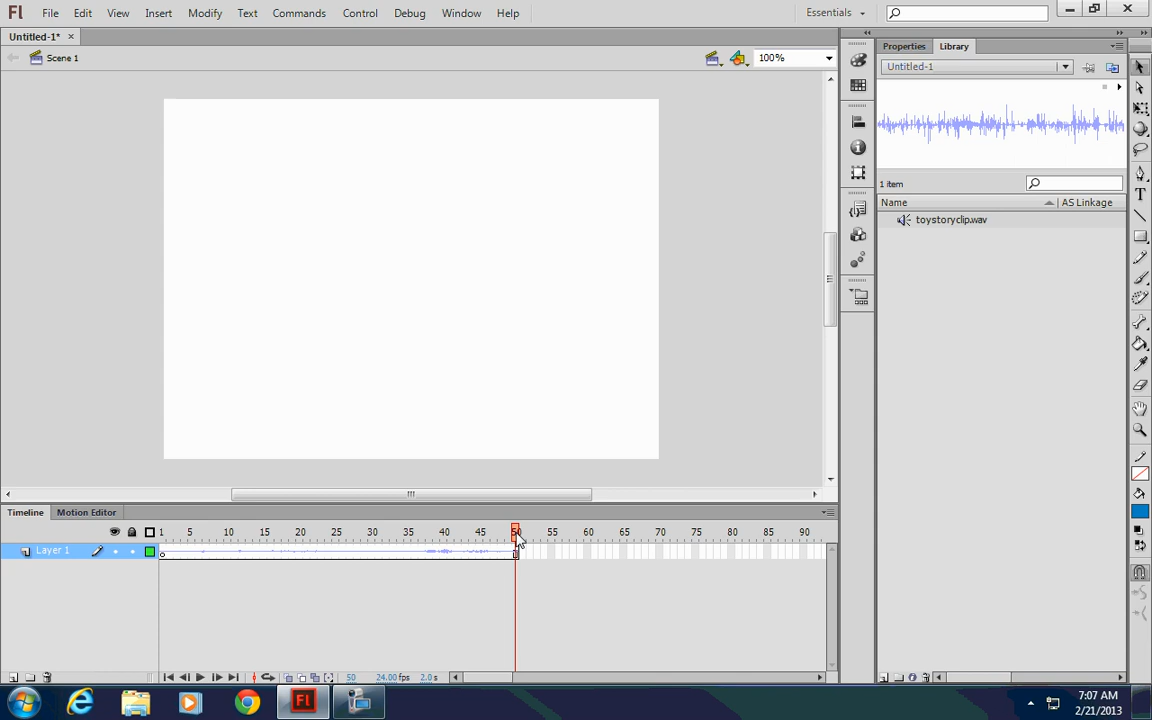 Fl File Edit View Insert Modify Text Commands Control Debug Window Help Essentials
Untitled-1*
Scene 1 100%
Properties Library
Untitled-1
1 item
Name AS Linkage
toystoryclip.wav
Timeline Motion Editor
1 5 10 15 20 25 30 35 40 45 50 55 60 65 70 75 80 85 90
Layer 1
50 24.00 fps 2.0 s
Fl
7:07 AM
2/21/2013